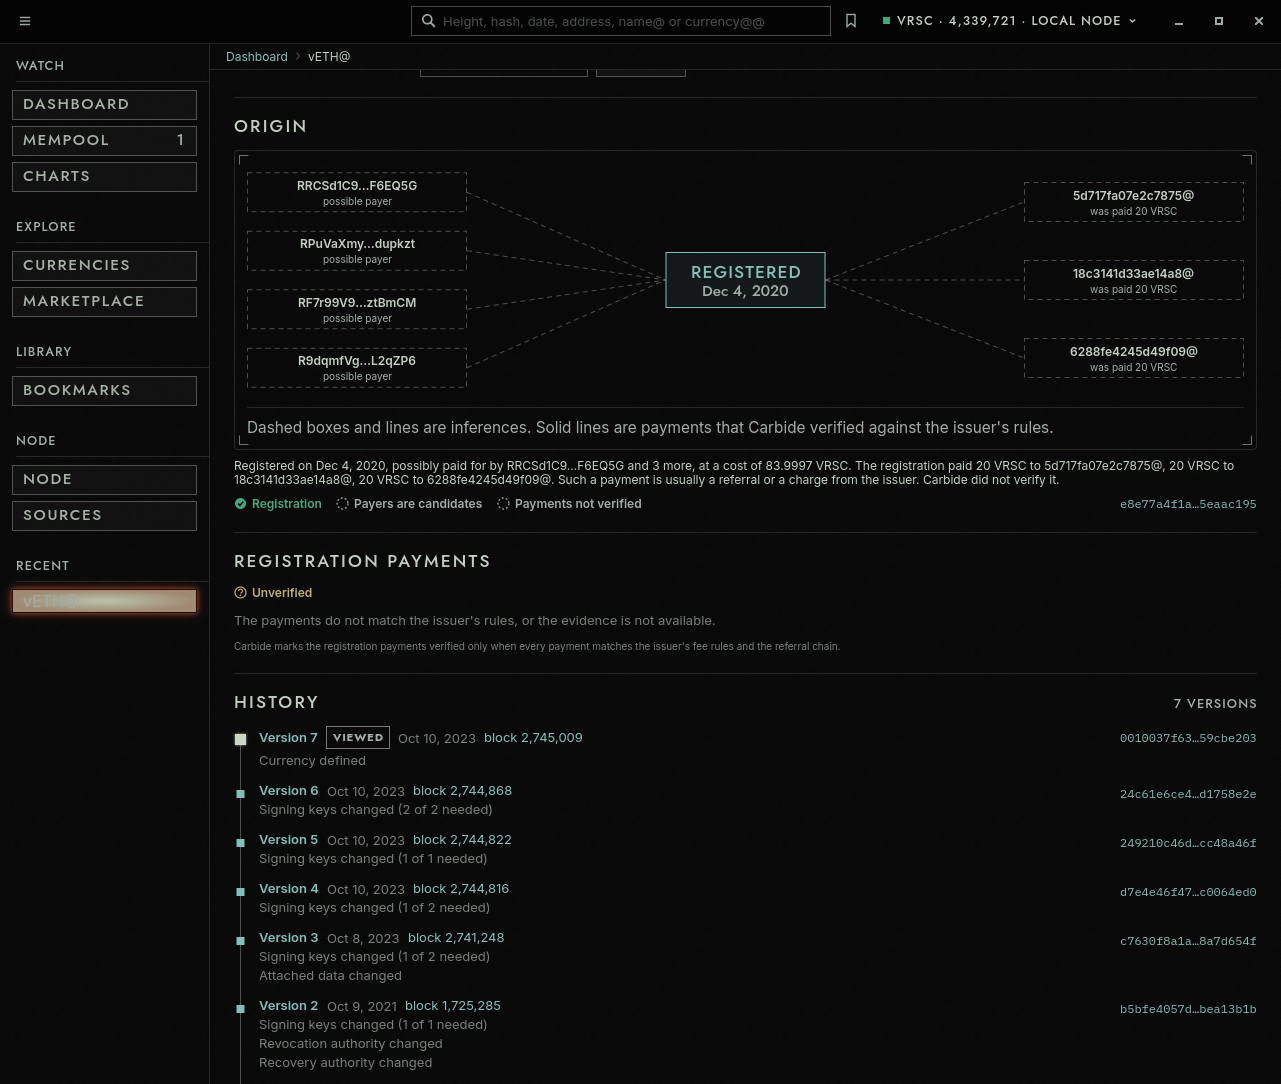 Height, hash, date, address, name@ or currency@@
VRSC · 4,339,721 · LOCAL NODE
WATCH
DASHBOARD
MEMPOOL 1
CHARTS
EXPLORE
CURRENCIES
MARKETPLACE
LIBRARY
BOOKMARKS
NODE
NODE
SOURCES
RECENT
vETH@
Dashboard › vETH@
ORIGIN
RRCSd1C9...F6EQ5G
possible payer
RPuVaXmy...dupkzt
possible payer
RF7r99V9...ztBmCM
possible payer
R9dqmfVg...L2qZP6
possible payer
REGISTERED
Dec 4, 2020
5d717fa07e2c7875@
was paid 20 VRSC
18c3141d33ae14a8@
was paid 20 VRSC
6288fe4245d49f09@
was paid 20 VRSC
Dashed boxes and lines are inferences. Solid lines are payments that Carbide verified against the issuer's rules.
Registered on Dec 4, 2020, possibly paid for by RRCSd1C9...F6EQ5G and 3 more, at a cost of 83.9997 VRSC. The registration paid 20 VRSC to 5d717fa07e2c7875@, 20 VRSC to
18c3141d33ae14a8@, 20 VRSC to 6288fe4245d49f09@. Such a payment is usually a referral or a charge from the issuer. Carbide did not verify it.
Registration Payers are candidates Payments not verified e8e77a4f1a…5eaac195
REGISTRATION PAYMENTS
Unverified
The payments do not match the issuer's rules, or the evidence is not available.
Carbide marks the registration payments verified only when every payment matches the issuer's fee rules and the referral chain.
HISTORY 7 VERSIONS
Version 7 VIEWED Oct 10, 2023 block 2,745,009 0010037f63…59cbe203
Currency defined
Version 6 Oct 10, 2023 block 2,744,868 24c61e6ce4…d1758e2e
Signing keys changed (2 of 2 needed)
Version 5 Oct 10, 2023 block 2,744,822 249210c46d…cc48a46f
Signing keys changed (1 of 1 needed)
Version 4 Oct 10, 2023 block 2,744,816 d7e4e46f47…c0064ed0
Signing keys changed (1 of 2 needed)
Version 3 Oct 8, 2023 block 2,741,248 c7630f8a1a…8a7d654f
Signing keys changed (1 of 2 needed)
Attached data changed
Version 2 Oct 9, 2021 block 1,725,285 b5bfe4057d…bea13b1b
Signing keys changed (1 of 1 needed)
Revocation authority changed
Recovery authority changed